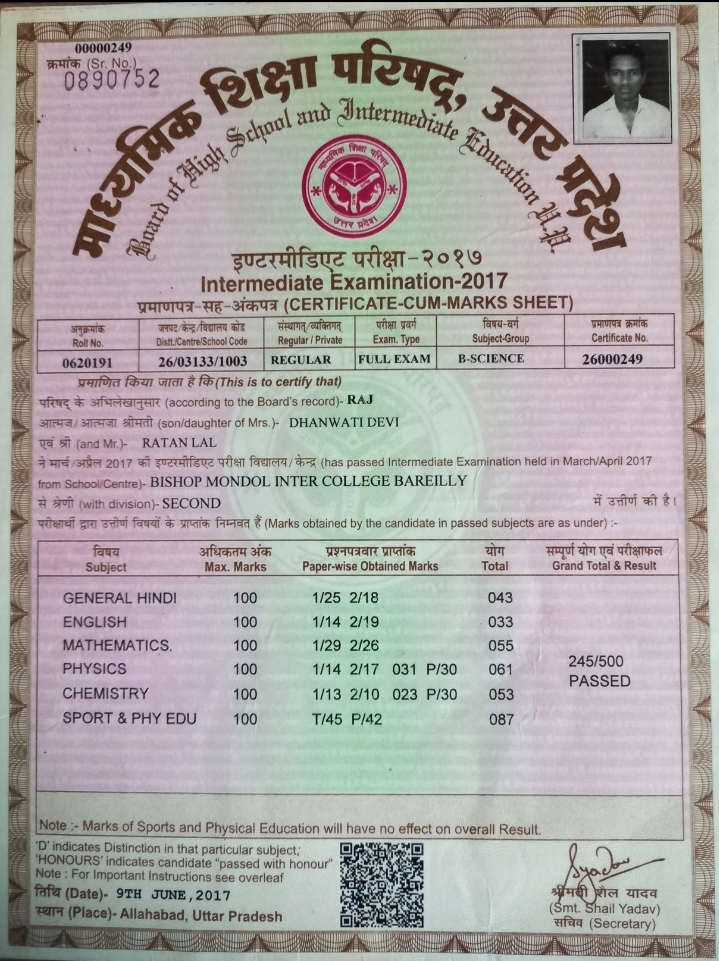 00000249
क्रमांक (Sr. No.)
0890752
माध्यमिक शिक्षा परिषद्, उत्तर प्रदेश
Board of High School and Intermediate Education U.P.
माध्यमिक शिक्षा परिषद्
उत्तर प्रदेश
इण्टरमीडिएट परीक्षा-२०१७
Intermediate Examination-2017
प्रमाणपत्र-सह-अंकपत्र (CERTIFICATE-CUM-MARKS SHEET)
अनुक्रमांक जनपद/केन्द्र/विद्यालय कोड संस्थागत्/व्यक्तिगत् परीक्षा प्रवर्ग विषय-वर्ग प्रमाणपत्र क्रमांक
Roll No. Distt./Centre/School Code Regular / Private Exam. Type Subject-Group Certificate No.
0620191 26/03133/1003 REGULAR FULL EXAM B-SCIENCE 26000249
प्रमाणित किया जाता है कि (This is to certify that)
परिषद् के अभिलेखानुसार (according to the Board's record)- RAJ
आत्मज/आत्मजा श्रीमती (son/daughter of Mrs.)- DHANWATI DEVI
एवं श्री (and Mr.)- RATAN LAL
ने मार्च/अप्रैल 2017 की इण्टरमीडिएट परीक्षा विद्यालय/केन्द्र (has passed Intermediate Examination held in March/April 2017
from School/Centre)- BISHOP MONDOL INTER COLLEGE BAREILLY
से श्रेणी (with division)- SECOND में उत्तीर्ण की है।
परीक्षार्थी द्वारा उत्तीर्ण विषयों के प्राप्तांक निम्नवत् हैं (Marks obtained by the candidate in passed subjects are as under) :-
विषय अधिकतम अंक प्रश्नपत्रवार प्राप्तांक योग सम्पूर्ण योग एवं परीक्षाफल
Subject Max. Marks Paper-wise Obtained Marks Total Grand Total & Result
GENERAL HINDI 100 1/25 2/18 043
ENGLISH 100 1/14 2/19 033
MATHEMATICS. 100 1/29 2/26 055
PHYSICS 100 1/14 2/17 031 P/30 061
245/500
PASSED
CHEMISTRY 100 1/13 2/10 023 P/30 053
SPORT & PHY EDU 100 T/45 P/42 087
Note :- Marks of Sports and Physical Education will have no effect on overall Result.
'D' indicates Distinction in that particular subject,
'HONOURS' indicates candidate "passed with honour"
Note : For Important Instructions see overleaf
तिथि (Date)- 9TH JUNE,2017
स्थान (Place)- Allahabad, Uttar Pradesh
Syadav
श्रीमती शैल यादव
(Smt. Shail Yadav)
सचिव (Secretary)